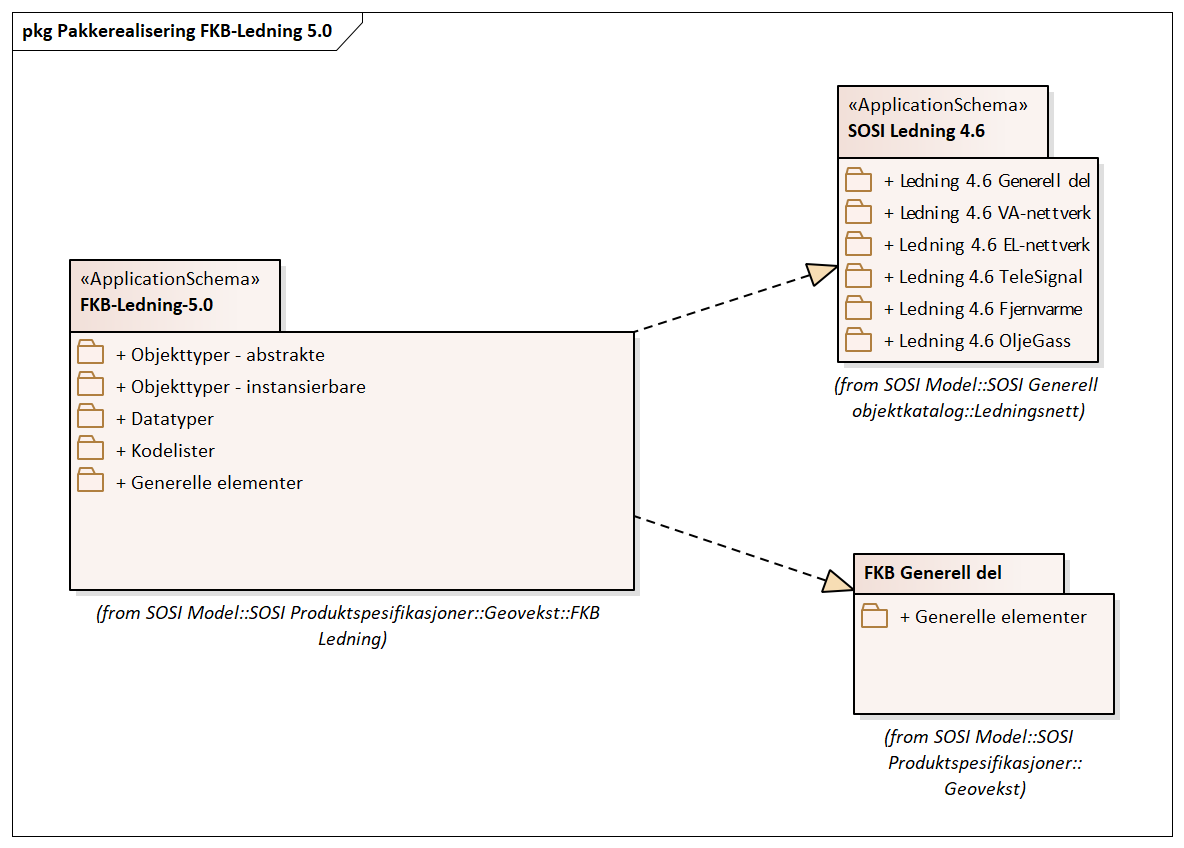 pkg Pakkerealisering FKB-Ledning 5.0
«ApplicationSchema»
SOSI Ledning 4.6
+ Ledning 4.6 Generell del
+ Ledning 4.6 VA-nettverk
+ Ledning 4.6 EL-nettverk
+ Ledning 4.6 TeleSignal
+ Ledning 4.6 Fjernvarme
+ Ledning 4.6 OljeGass
(from SOSI Model::SOSI Generell
objektkatalog::Ledningsnett)
«ApplicationSchema»
FKB-Ledning-5.0
+ Objekttyper - abstrakte
+ Objekttyper - instansierbare
+ Datatyper
+ Kodelister
+ Generelle elementer
(from SOSI Model::SOSI Produktspesifikasjoner::Geovekst::FKB
Ledning)
FKB Generell del
+ Generelle elementer
(from SOSI Model::SOSI
Produktspesifikasjoner::
Geovekst)